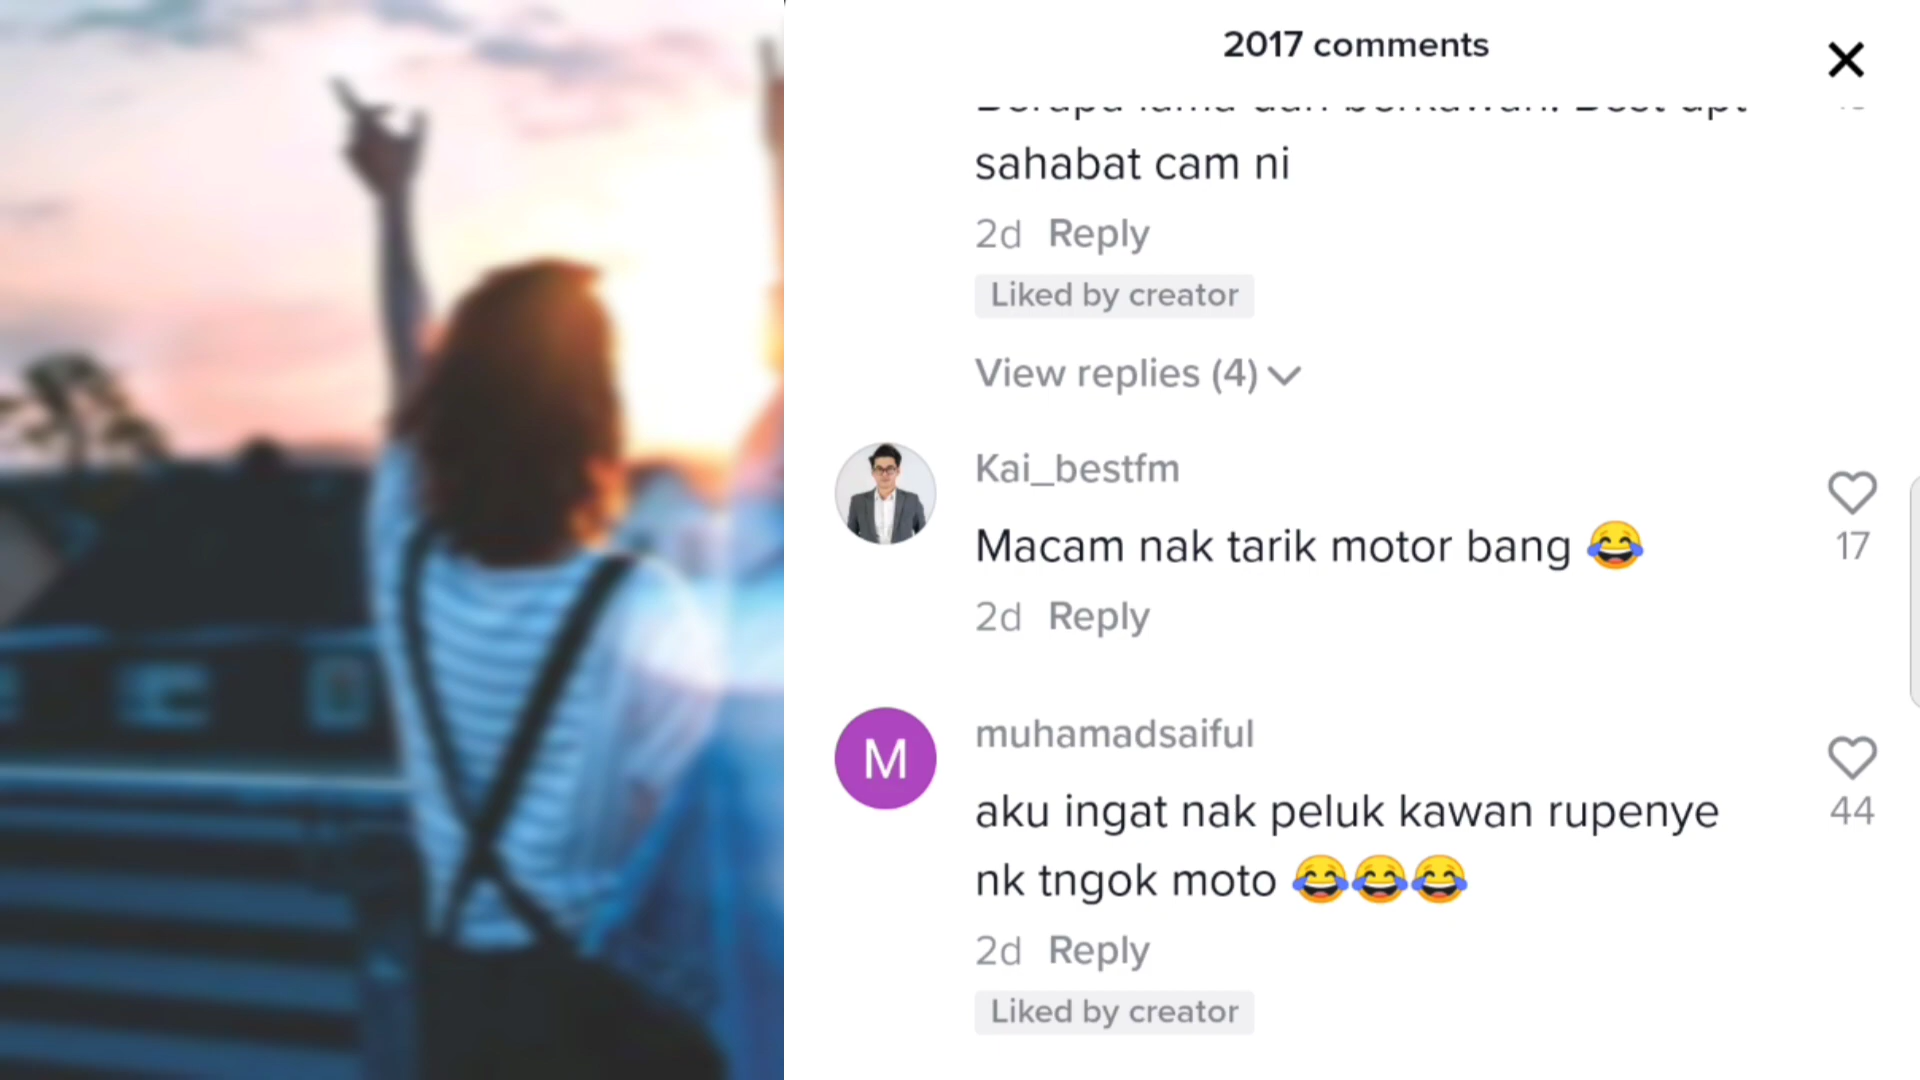 2017 comments
sahabat cam ni
2d Reply
Liked by creator
View replies (4)
Kai_bestfm
Macam nak tarik motor bang 😂
17
2d Reply
M
muhamadsaiful
aku ingat nak peluk kawan rupenye
44
nk tngok moto 😂😂😂
2d Reply
Liked by creator